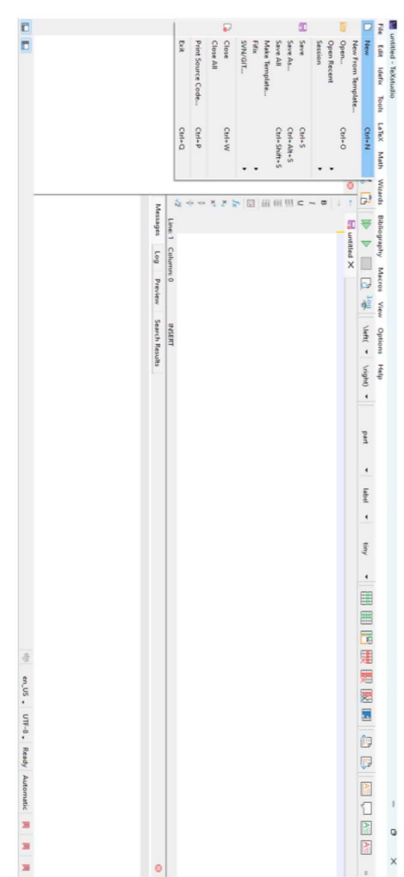 untitled - TeXstudio
File Edit Idefix Tools LaTeX Math Wizards Bibliography Macros View Options Help
New Ctrl+N
New From Template...
Open... Ctrl+O
Open Recent
Session
Save Ctrl+S
Save As... Ctrl+Alt+S
Save All Ctrl+Shift+S
Make Template...
Fifix
SVN/GIT...
Close Ctrl+W
Close All
Print Source Code... Ctrl+P
Exit Ctrl+Q
Log \left( \right) part label tiny
untitled
B
I
U
Line: 1 Column: 0 INSERT
Messages Log Preview Search Results
en_US UTF-8 Ready Automatic